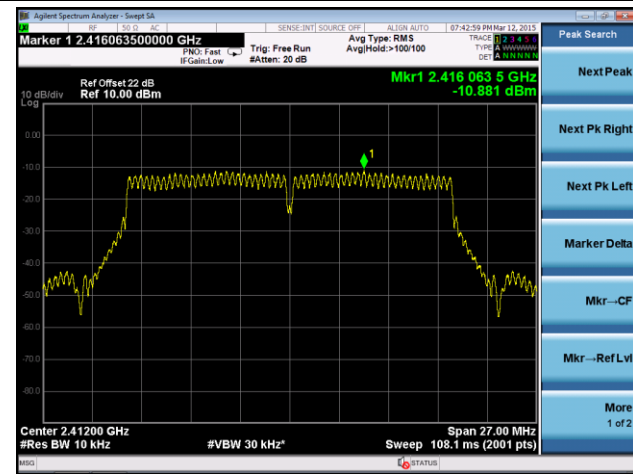 Agilent Spectrum Analyzer - Swept SA
RF 50 Ω AC SENSE:INT SOURCE OFF ALIGN AUTO 07:42:59 PM Mar 12, 2015
Marker 1 2.416063500000 GHz
PNO: Fast
IFGain:Low
Trig: Free Run
#Atten: 20 dB
Avg Type: RMS
Avg|Hold:>100/100
TRACE 1 2 3 4 5 6
TYPE A WWWWW
DET A N N N N N
Ref Offset 22 dB
10 dB/div Ref 10.00 dBm
Log
Mkr1 2.416 063 5 GHz
-10.881 dBm
1
0.00
-10.0
-20.0
-30.0
-40.0
-50.0
-60.0
-70.0
-80.0
Center 2.41200 GHz Span 27.00 MHz
#Res BW 10 kHz #VBW 30 kHz* Sweep 108.1 ms (2001 pts)
MSG STATUS
Peak Search
Next Peak
Next Pk Right
Next Pk Left
Marker Delta
Mkr→CF
Mkr→Ref Lvl
More
1 of 2